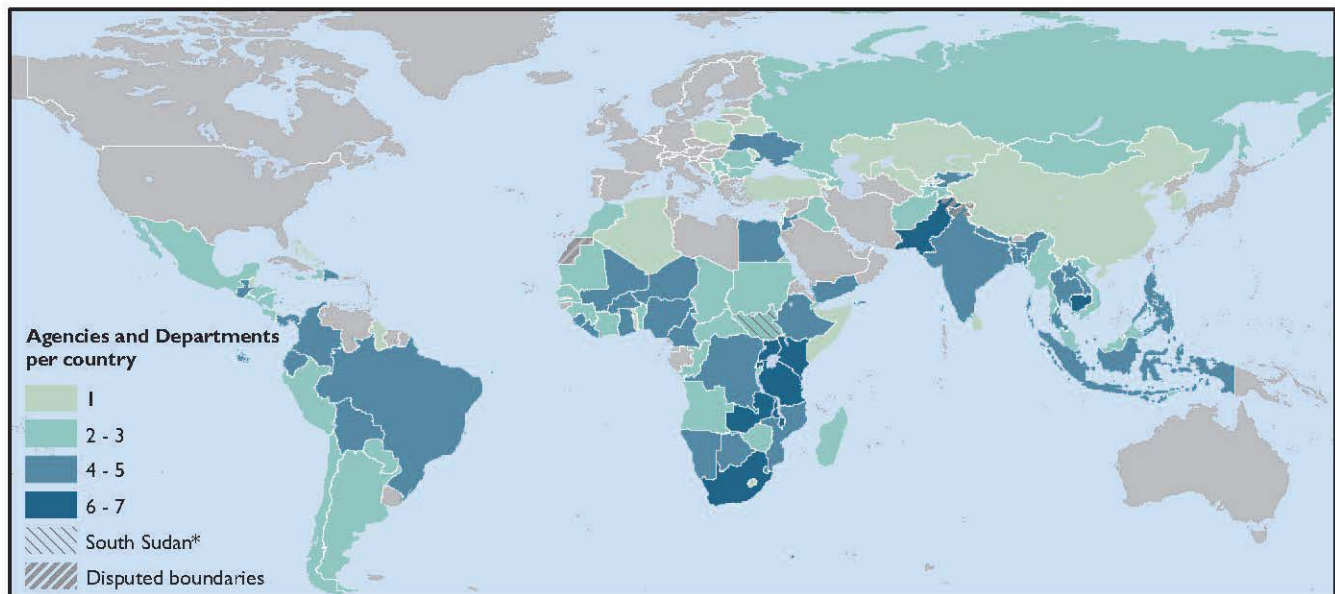 Agencies and Departments
per country
1
2 - 3
4 - 5
6 - 7
South Sudan*
Disputed boundaries